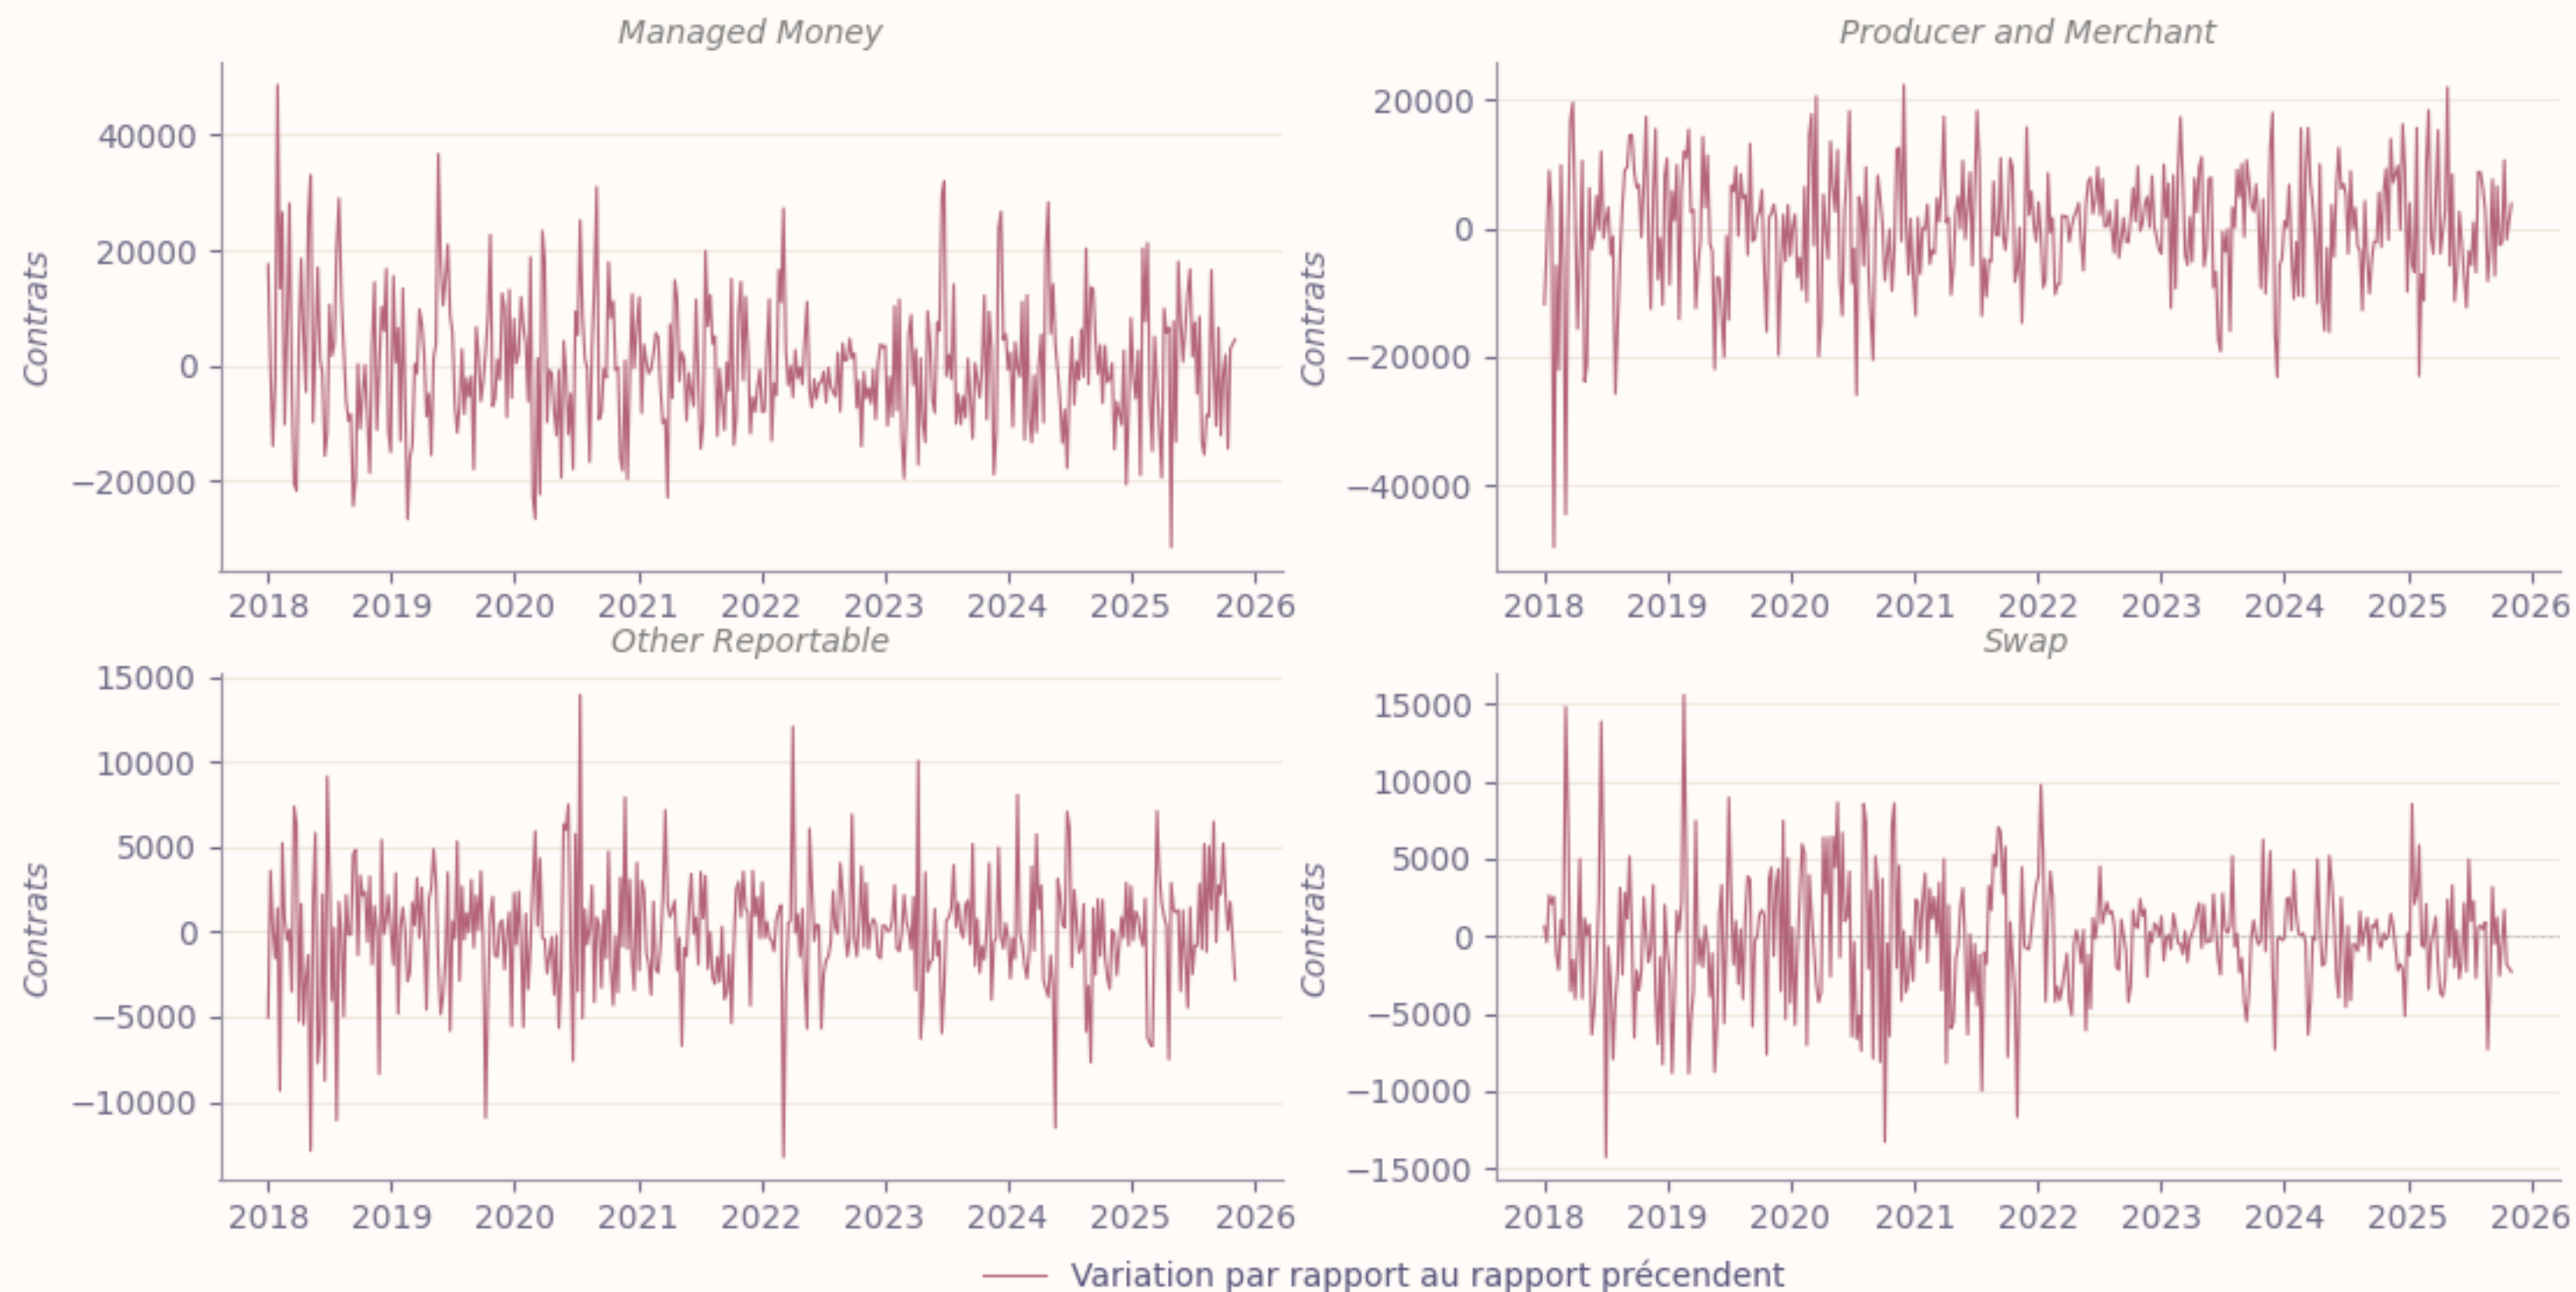 Managed Money
Producer and Merchant
Contrats
40000
20000
0
−20000
2018 2019 2020 2021 2022 2023 2024 2025 2026
Contrats
20000
0
−20000
−40000
2018 2019 2020 2021 2022 2023 2024 2025 2026
Other Reportable
Swap
Contrats
15000
10000
5000
0
−5000
−10000
2018 2019 2020 2021 2022 2023 2024 2025 2026
Contrats
15000
10000
5000
0
−5000
−10000
−15000
2018 2019 2020 2021 2022 2023 2024 2025 2026
Variation par rapport au rapport précendent